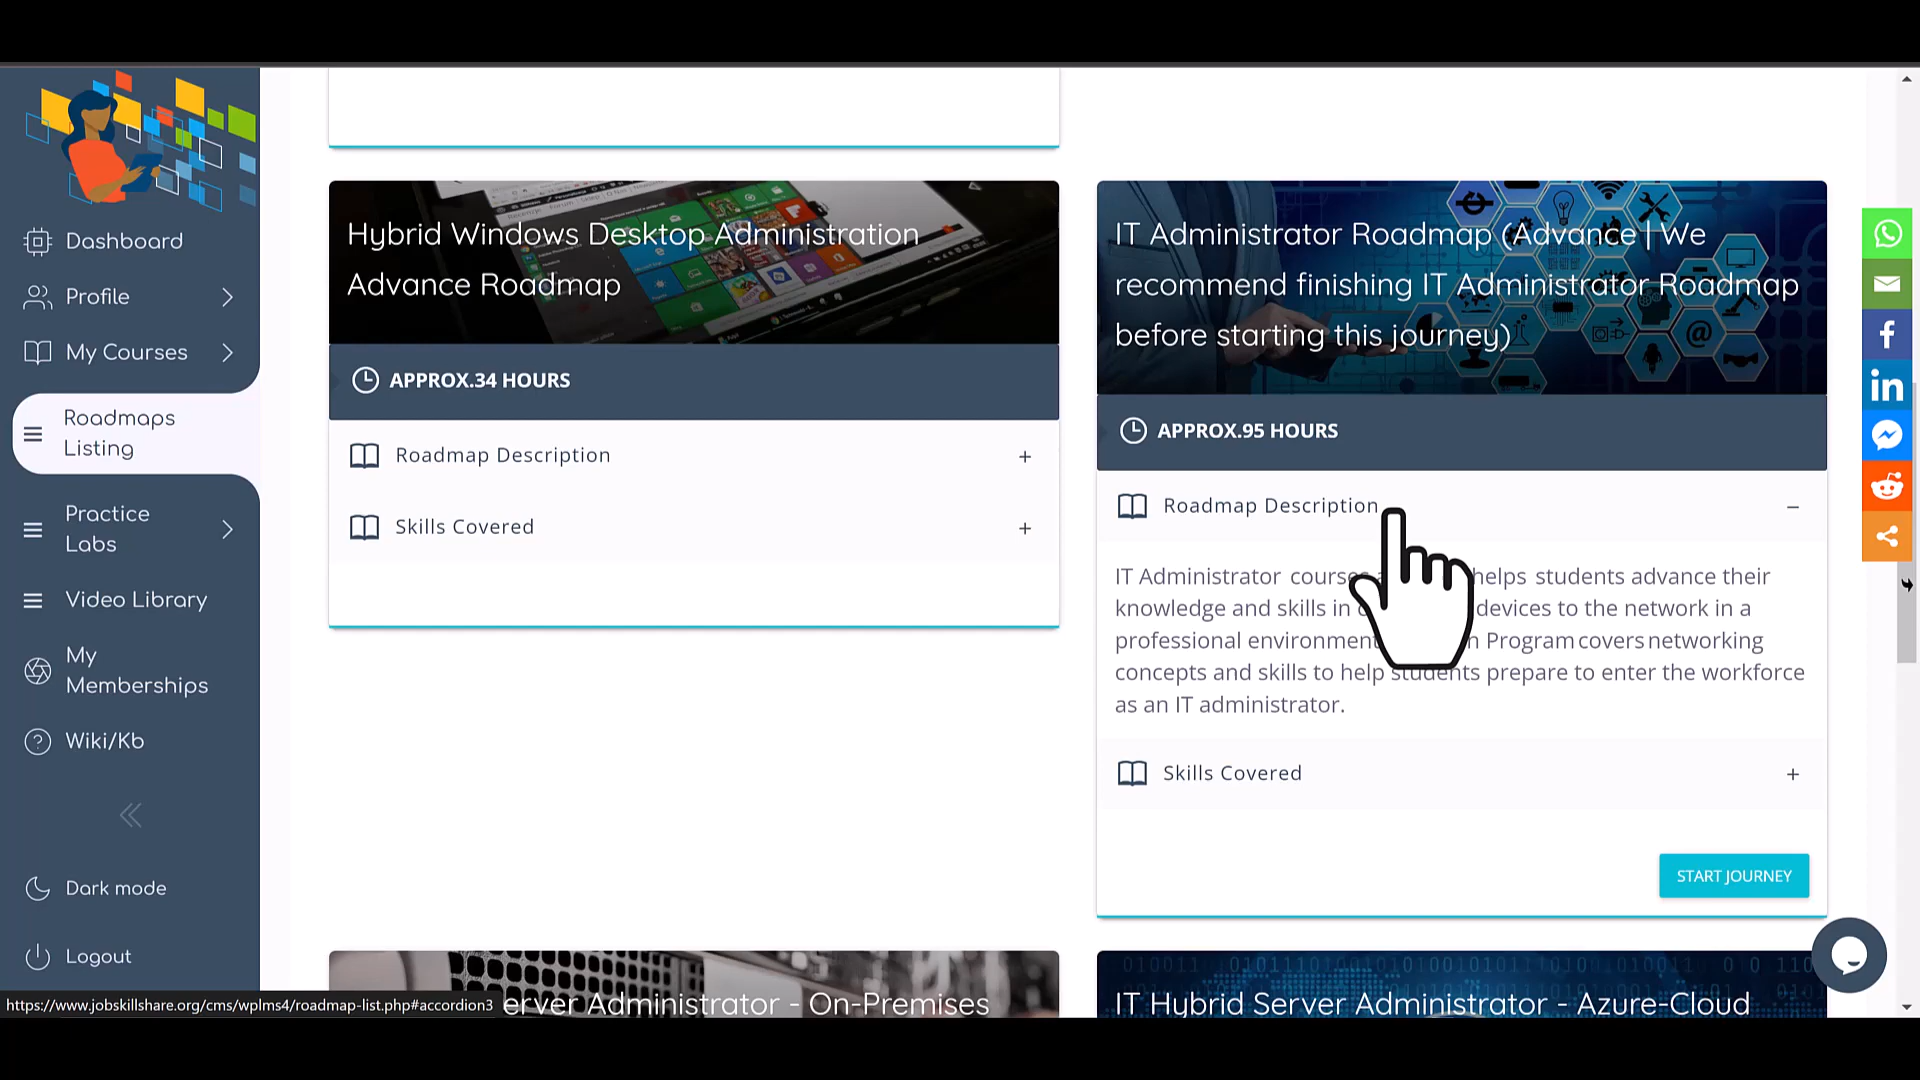 Dashboard
Profile
My Courses
Roadmaps
Listing
Practice
Labs
Video Library
My
Memberships
Wiki/Kb
Dark mode
Logout
https://www.jobskillshare.org/cms/wplms4/roadmap-list.php#accordion3
Hybrid Windows Desktop Administration
Advance Roadmap
APPROX.34 HOURS
Roadmap Description
+
Skills Covered
+
erver Administrator - On-Premises
IT Administrator Roadmap (Advance | We
recommend finishing IT Administrator Roadmap
before starting this journey)
APPROX.95 HOURS
Roadmap Description
−
IT Administrator courses helps students advance their
knowledge and skills in devices to the network in a
professional environment Program covers networking
concepts and skills to help students prepare to enter the workforce
as an IT administrator.
Skills Covered
+
START JOURNEY
IT Hybrid Server Administrator - Azure-Cloud